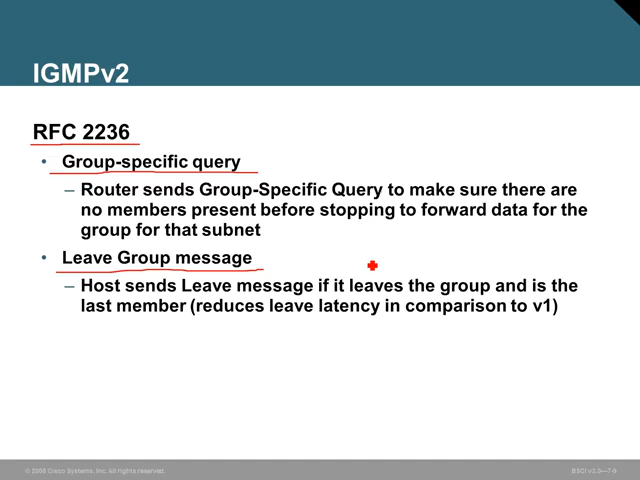 IGMPv2
RFC 2236
• Group-specific query
– Router sends Group-Specific Query to make sure there are
no members present before stopping to forward data for the
group for that subnet
• Leave Group message
– Host sends Leave message if it leaves the group and is the
last member (reduces leave latency in comparison to v1)
© 2006 Cisco Systems, Inc. All rights reserved.
BSCI v3.0—7-9